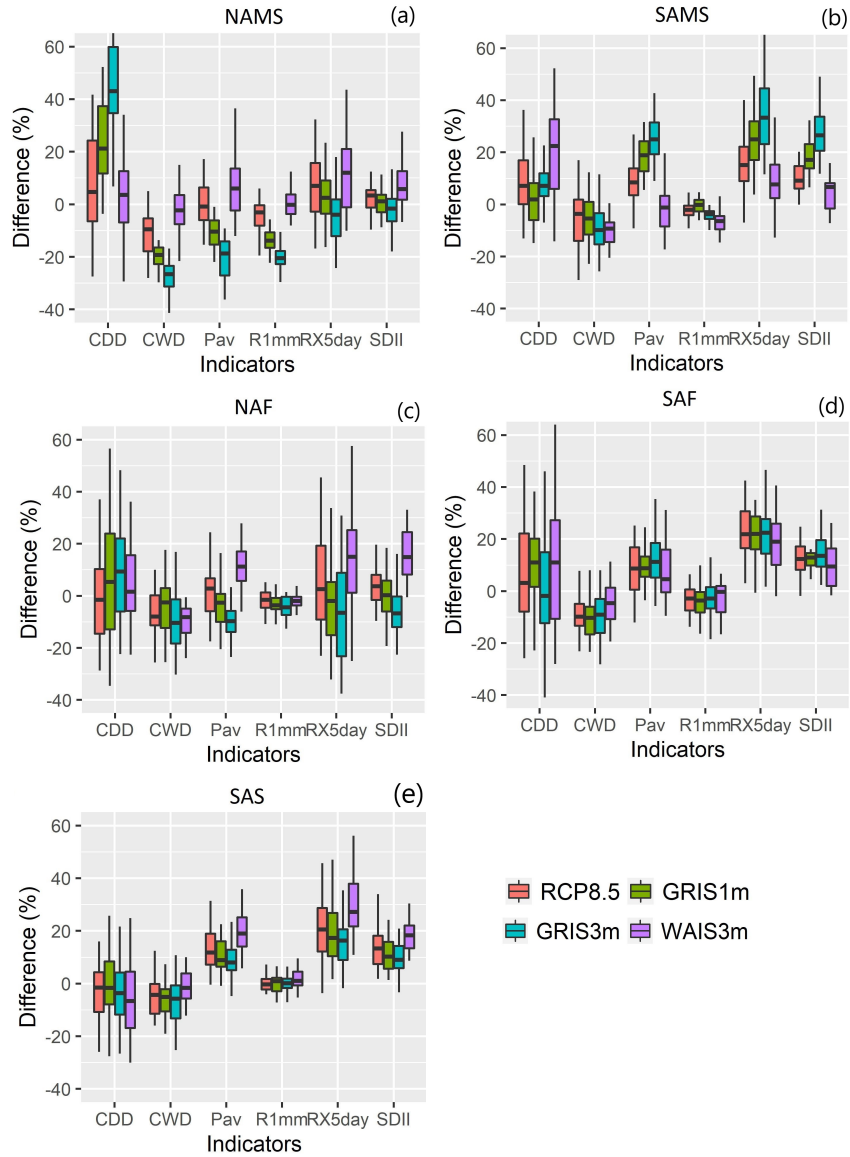 NAMS
(a)
Difference (%)
60
40
20
0
-20
-40
CDD CWD Pav R1mm RX5day SDII
Indicators
SAMS
(b)
Difference (%)
60
40
20
0
-20
-40
CDD CWD Pav R1mm RX5day SDII
Indicators
NAF
(c)
Difference (%)
60
40
20
0
-20
-40
CDD CWD Pav R1mm RX5day SDII
Indicators
SAF
(d)
Difference (%)
60
40
20
0
-20
-40
CDD CWD Pav R1mm RX5day SDII
Indicators
SAS
(e)
Difference (%)
60
40
20
0
-20
-40
CDD CWD Pav R1mm RX5day SDII
Indicators
RCP8.5 GRIS1m
GRIS3m WAIS3m